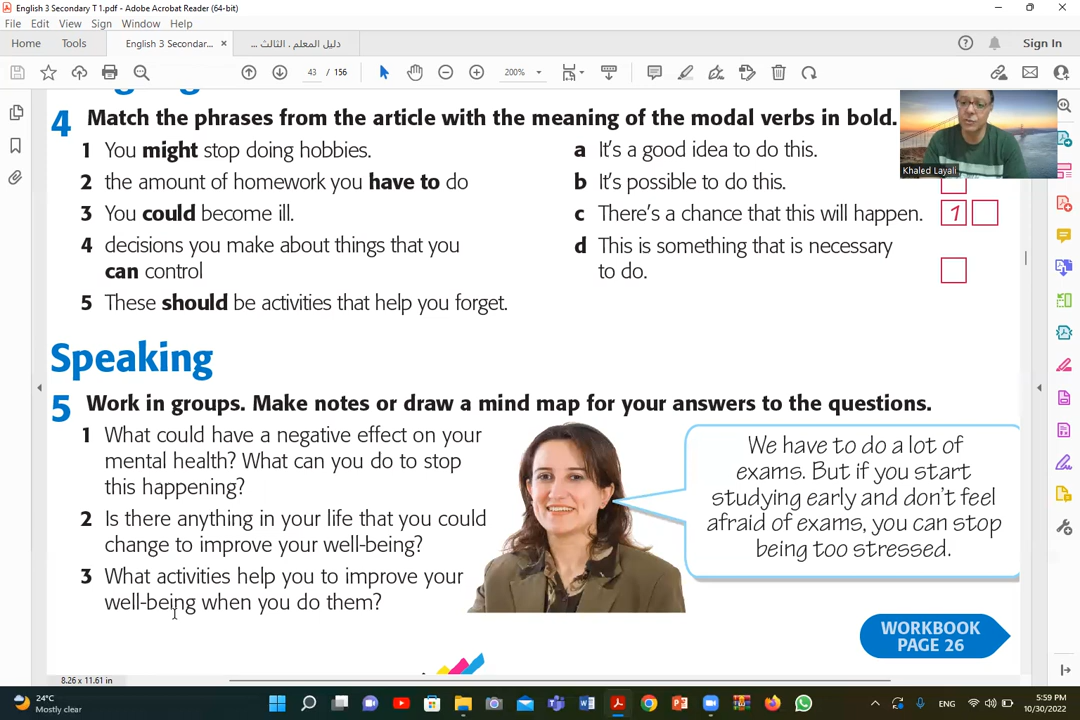 English 3 Secondary T 1.pdf - Adobe Acrobat Reader (64-bit)
File Edit View Sign Window Help
Home Tools English 3 Secondar... × دليل المعلم . الثالث ... Sign In
43 / 156 200%
4 Match the phrases from the article with the meaning of the modal verbs in bold.
1 You might stop doing hobbies.
2 the amount of homework you have to do
3 You could become ill.
4 decisions you make about things that you
can control
5 These should be activities that help you forget.
a It's a good idea to do this.
b It's possible to do this.
c There's a chance that this will happen. 1
d This is something that is necessary
to do.
Khaled Layali
Speaking
5 Work in groups. Make notes or draw a mind map for your answers to the questions.
1 What could have a negative effect on your
mental health? What can you do to stop
this happening?
2 Is there anything in your life that you could
change to improve your well-being?
3 What activities help you to improve your
well-being when you do them?
We have to do a lot of
exams. But if you start
studying early and don't feel
afraid of exams, you can stop
being too stressed.
WORKBOOK
PAGE 26
8.26 x 11.61 in
24°C
Mostly clear
ENG
5:59 PM
10/30/2022